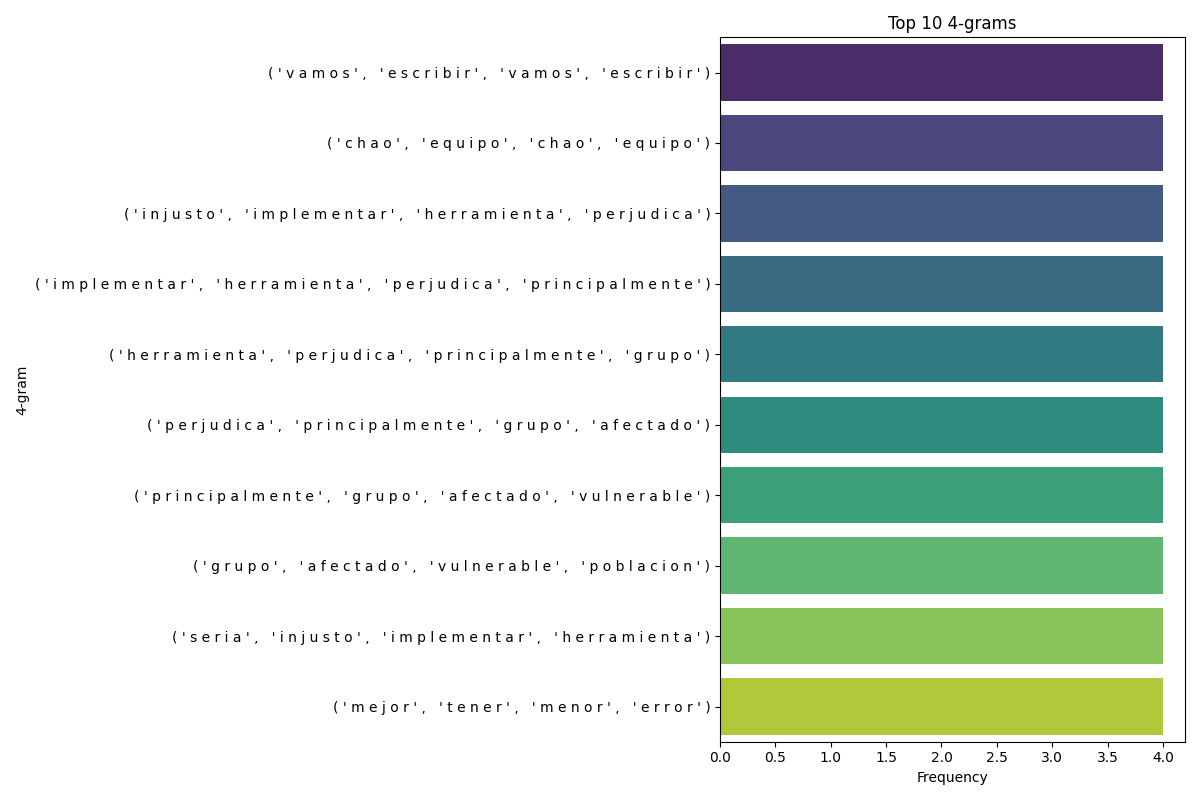 Top 10 4-grams
('vamos', 'escribir', 'vamos', 'escribir')
('chao', 'equipo', 'chao', 'equipo')
('injusto', 'implementar', 'herramienta', 'perjudica')
('implementar', 'herramienta', 'perjudica', 'principalmente')
('herramienta', 'perjudica', 'principalmente', 'grupo')
('perjudica', 'principalmente', 'grupo', 'afectado')
('principalmente', 'grupo', 'afectado', 'vulnerable')
('grupo', 'afectado', 'vulnerable', 'poblacion')
('seria', 'injusto', 'implementar', 'herramienta')
('mejor', 'tener', 'menor', 'error')
4-gram
0.0 0.5 1.0 1.5 2.0 2.5 3.0 3.5 4.0
Frequency